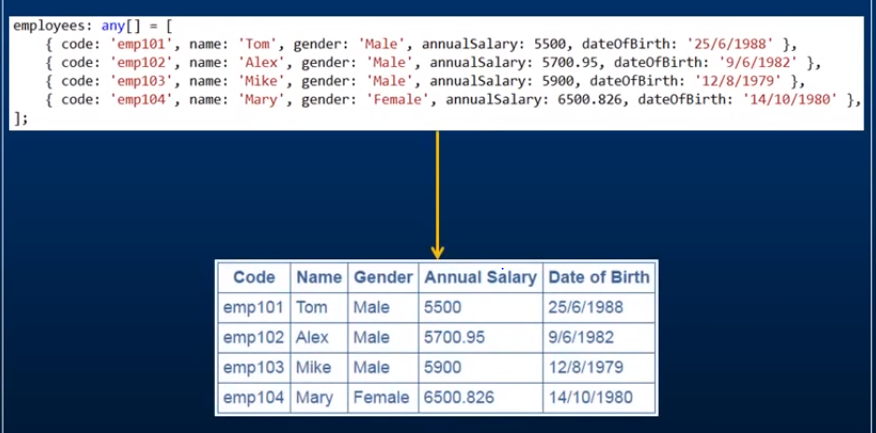 employees: any[] = [
{ code: 'emp101', name: 'Tom', gender: 'Male', annualSalary: 5500, dateOfBirth: '25/6/1988' },
{ code: 'emp102', name: 'Alex', gender: 'Male', annualSalary: 5700.95, dateOfBirth: '9/6/1982' },
{ code: 'emp103', name: 'Mike', gender: 'Male', annualSalary: 5900, dateOfBirth: '12/8/1979' },
{ code: 'emp104', name: 'Mary', gender: 'Female', annualSalary: 6500.826, dateOfBirth: '14/10/1980' },
];
Code Name Gender Annual Salary Date of Birth
emp101 Tom Male 5500 25/6/1988
emp102 Alex Male 5700.95 9/6/1982
emp103 Mike Male 5900 12/8/1979
emp104 Mary Female 6500.826 14/10/1980